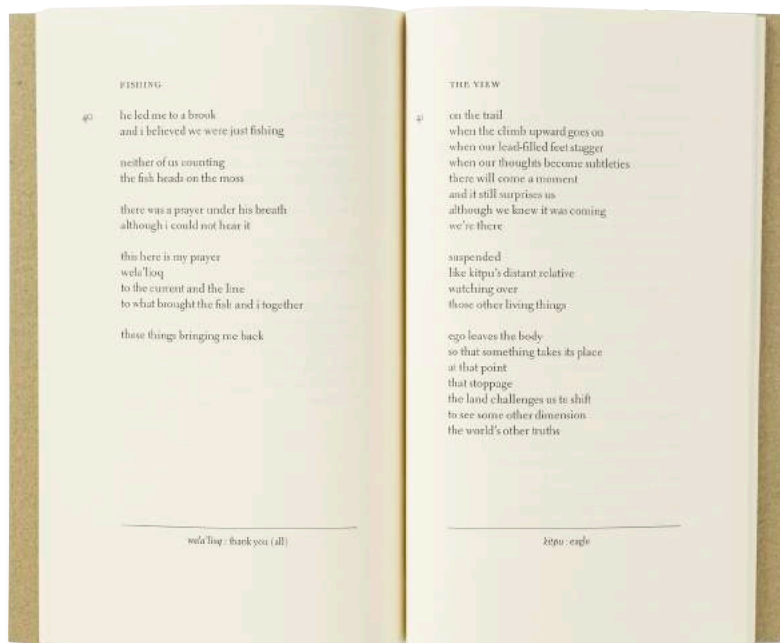 FISHING
40
he led me to a brook
and i believed we were just fishing
neither of us counting
the fish heads on the moss
there was a prayer under his breath
although i could not hear it
this here is my prayer
wela'lioq
to the current and the line
to what brought the fish and i together
these things bringing me back
wela'lioq : thank you (all)
THE VIEW
41
on the trail
when the climb upward goes on
when our lead-filled feet stagger
when our thoughts become subtleties
there will come a moment
and it still surprises us
although we knew it was coming
we're there
suspended
like kitpu's distant relative
watching over
those other living things
ego leaves the body
so that something takes its place
at that point
that stoppage
the land challenges us to shift
to see some other dimension
the world's other truths
kitpu : eagle